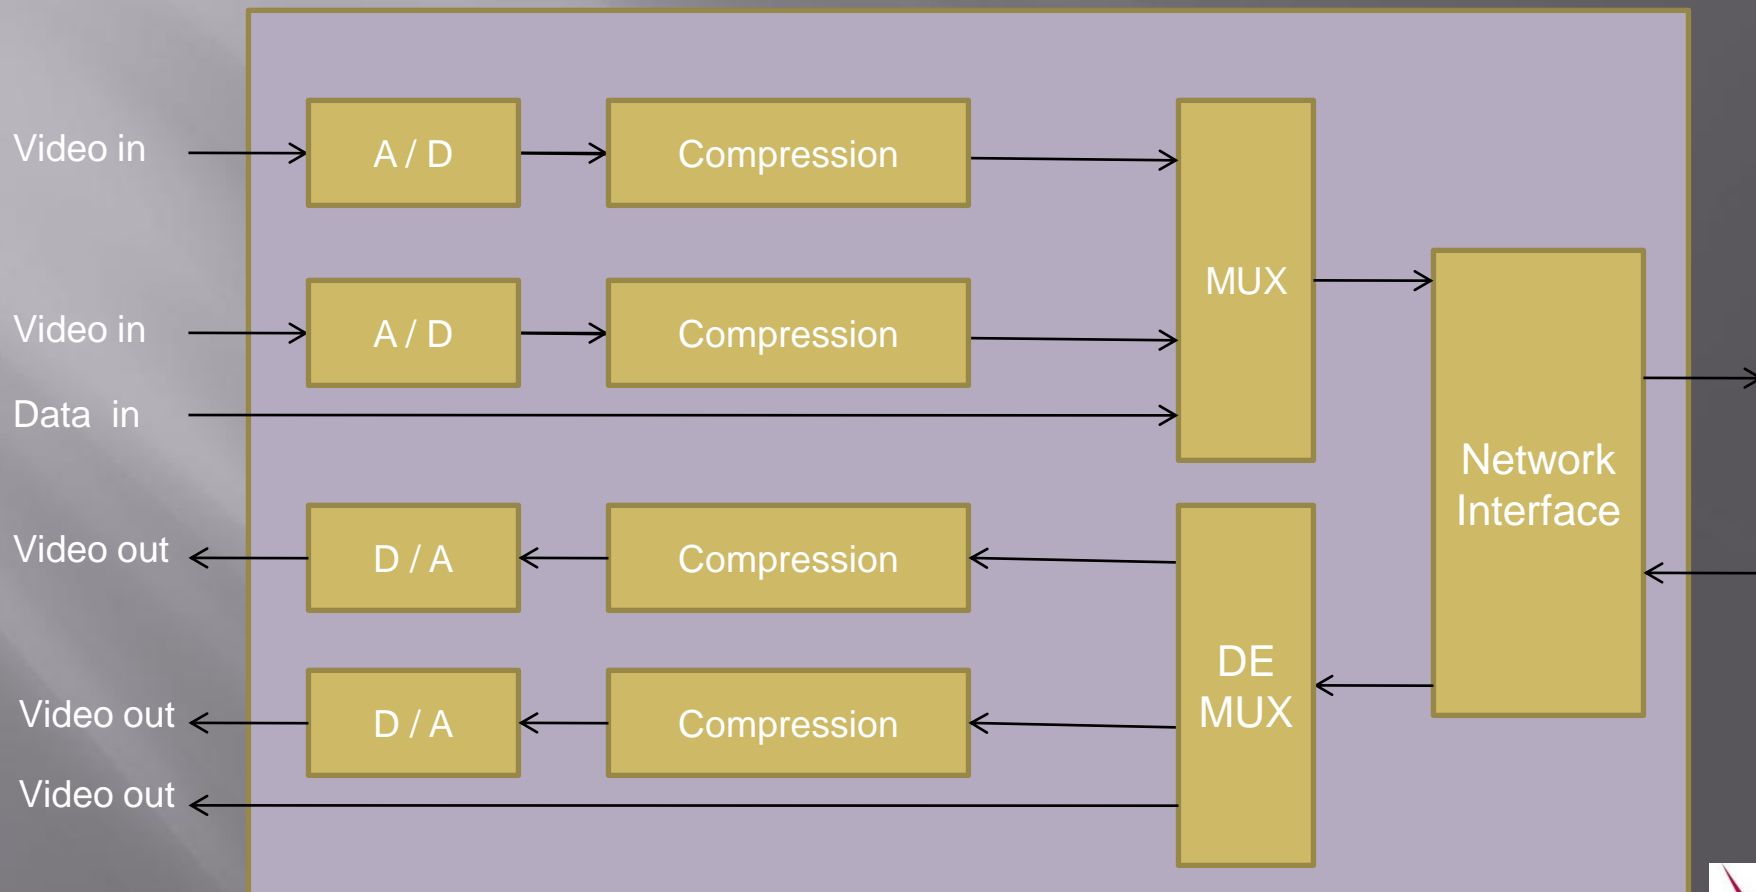 Video in
A / D
Compression
MUX
Video in
A / D
Compression
Data in
Network
Interface
Video out
D / A
Compression
DE
MUX
Video out
D / A
Compression
Video out